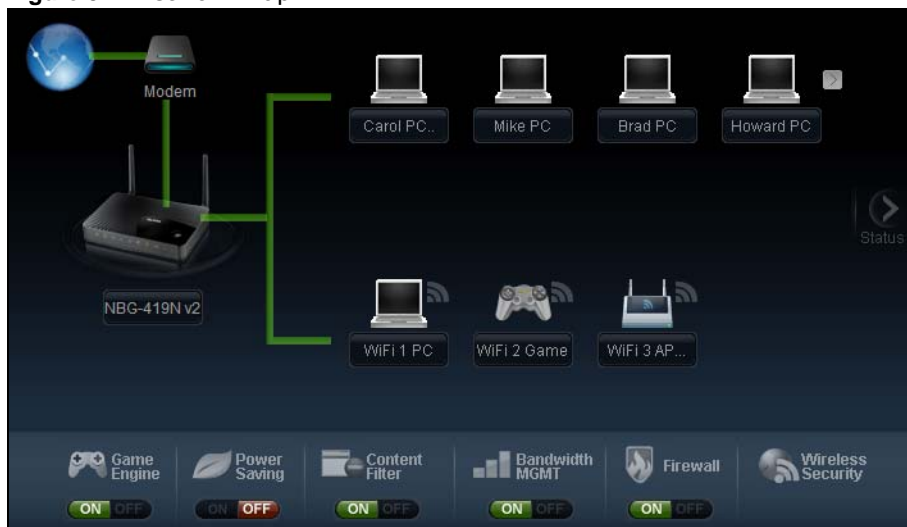 Modem
Carol PC..
Mike PC
Brad PC
Howard PC
Status
NBG-419N v2
WiFi 1 PC
WiFi 2 Game
WiFi 3 AP...
Game
Engine
Power
Saving
Content
Filter
Bandwidth
MGMT
Firewall
Wireless
Security
ON OFF
ON OFF
ON OFF
ON OFF
ON OFF